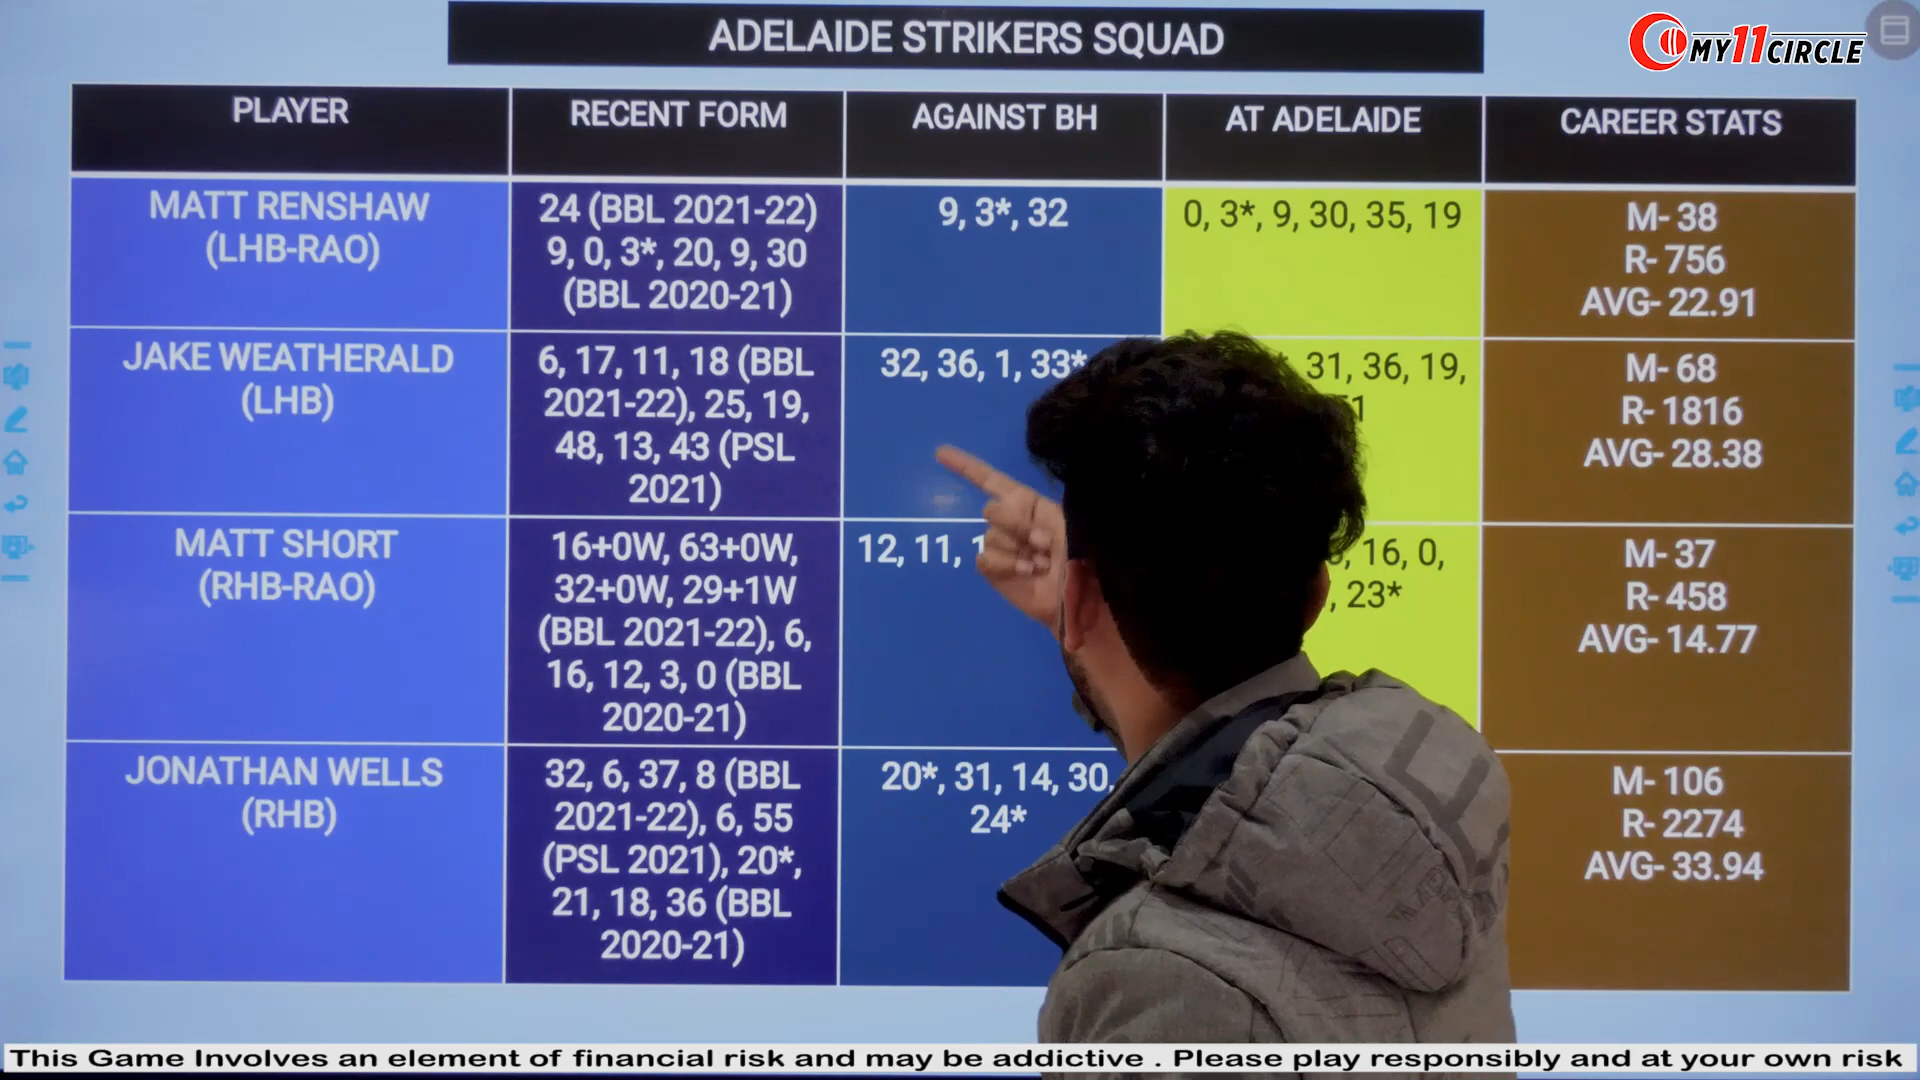 ADELAIDE STRIKERS SQUAD
MY11CIRCLE
PLAYER
RECENT FORM
AGAINST BH
AT ADELAIDE
CAREER STATS
MATT RENSHAW
(LHB-RAO)
24 (BBL 2021-22)
9, 0, 3*, 20, 9, 30
(BBL 2020-21)
9, 3*, 32
0, 3*, 9, 30, 35, 19
M- 38
R- 756
AVG- 22.91
JAKE WEATHERALD
(LHB)
6, 17, 11, 18 (BBL
2021-22), 25, 19,
48, 13, 43 (PSL
2021)
32, 36, 1, 33*
31, 36, 19,
M- 68
R- 1816
AVG- 28.38
MATT SHORT
(RHB-RAO)
16+0W, 63+0W,
32+0W, 29+1W
(BBL 2021-22), 6,
16, 12, 3, 0 (BBL
2020-21)
12, 11,
16, 0,
23*
M- 37
R- 458
AVG- 14.77
JONATHAN WELLS
(RHB)
32, 6, 37, 8 (BBL
2021-22), 6, 55
(PSL 2021), 20*,
21, 18, 36 (BBL
2020-21)
20*, 31, 14, 30,
24*
M- 106
R- 2274
AVG- 33.94
This Game Involves an element of financial risk and may be addictive . Please play responsibly and at your own risk